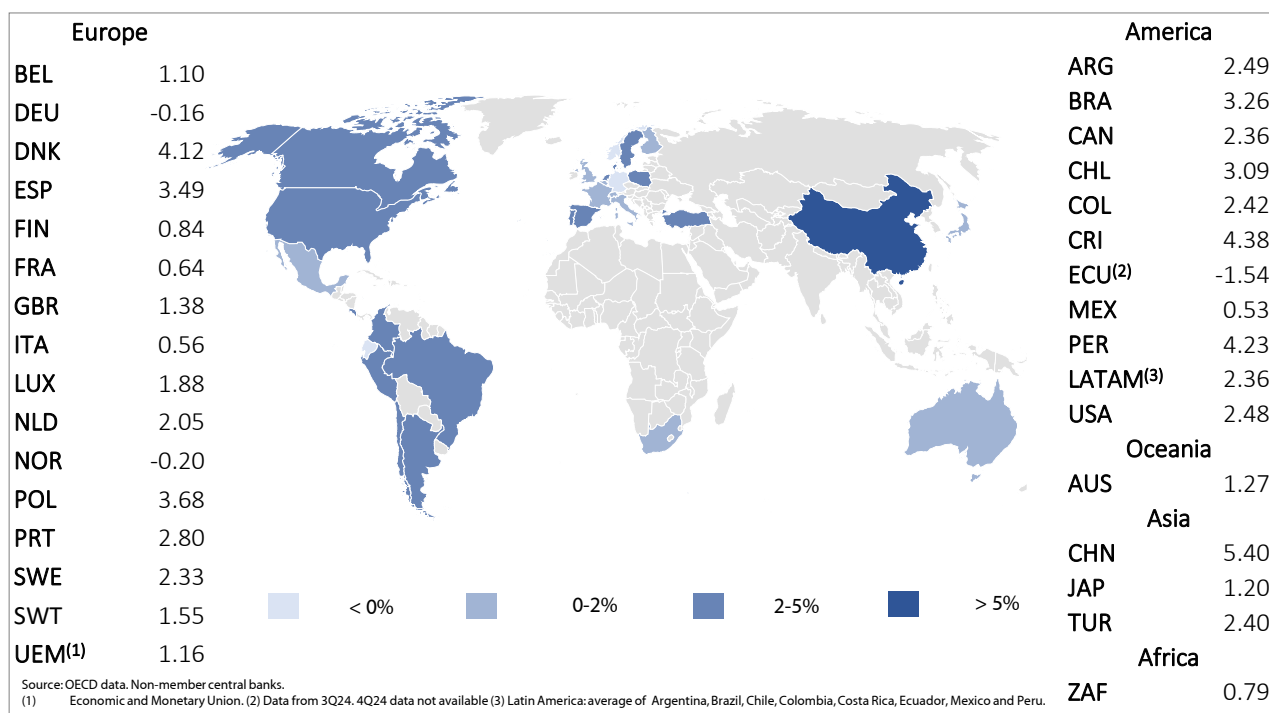 Europe
BEL 1.10
DEU -0.16
DNK 4.12
ESP 3.49
FIN 0.84
FRA 0.64
GBR 1.38
ITA 0.56
LUX 1.88
NLD 2.05
NOR -0.20
POL 3.68
PRT 2.80
SWE 2.33
SWT 1.55
UEM(1) 1.16
America
ARG 2.49
BRA 3.26
CAN 2.36
CHL 3.09
COL 2.42
CRI 4.38
ECU(2) -1.54
MEX 0.53
PER 4.23
LATAM(3) 2.36
USA 2.48
Oceania
AUS 1.27
Asia
CHN 5.40
JAP 1.20
TUR 2.40
Africa
ZAF 0.79
< 0% 0-2% 2-5% > 5%
Source: OECD data. Non-member central banks.
(1) Economic and Monetary Union. (2) Data from 3Q24. 4Q24 data not available (3) Latin America: average of Argentina, Brazil, Chile, Colombia, Costa Rica, Ecuador, Mexico and Peru.